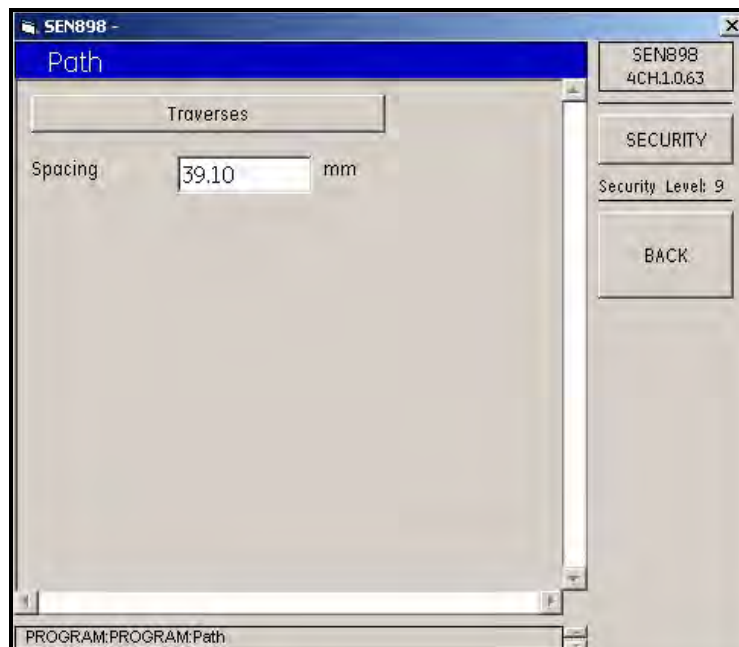 SEN898 -
Path
Traverses
Spacing 39.10 mm
SEN898
4CH.1.0.63
SECURITY
Security Level: 9
BACK
PROGRAM:PROGRAM:Path